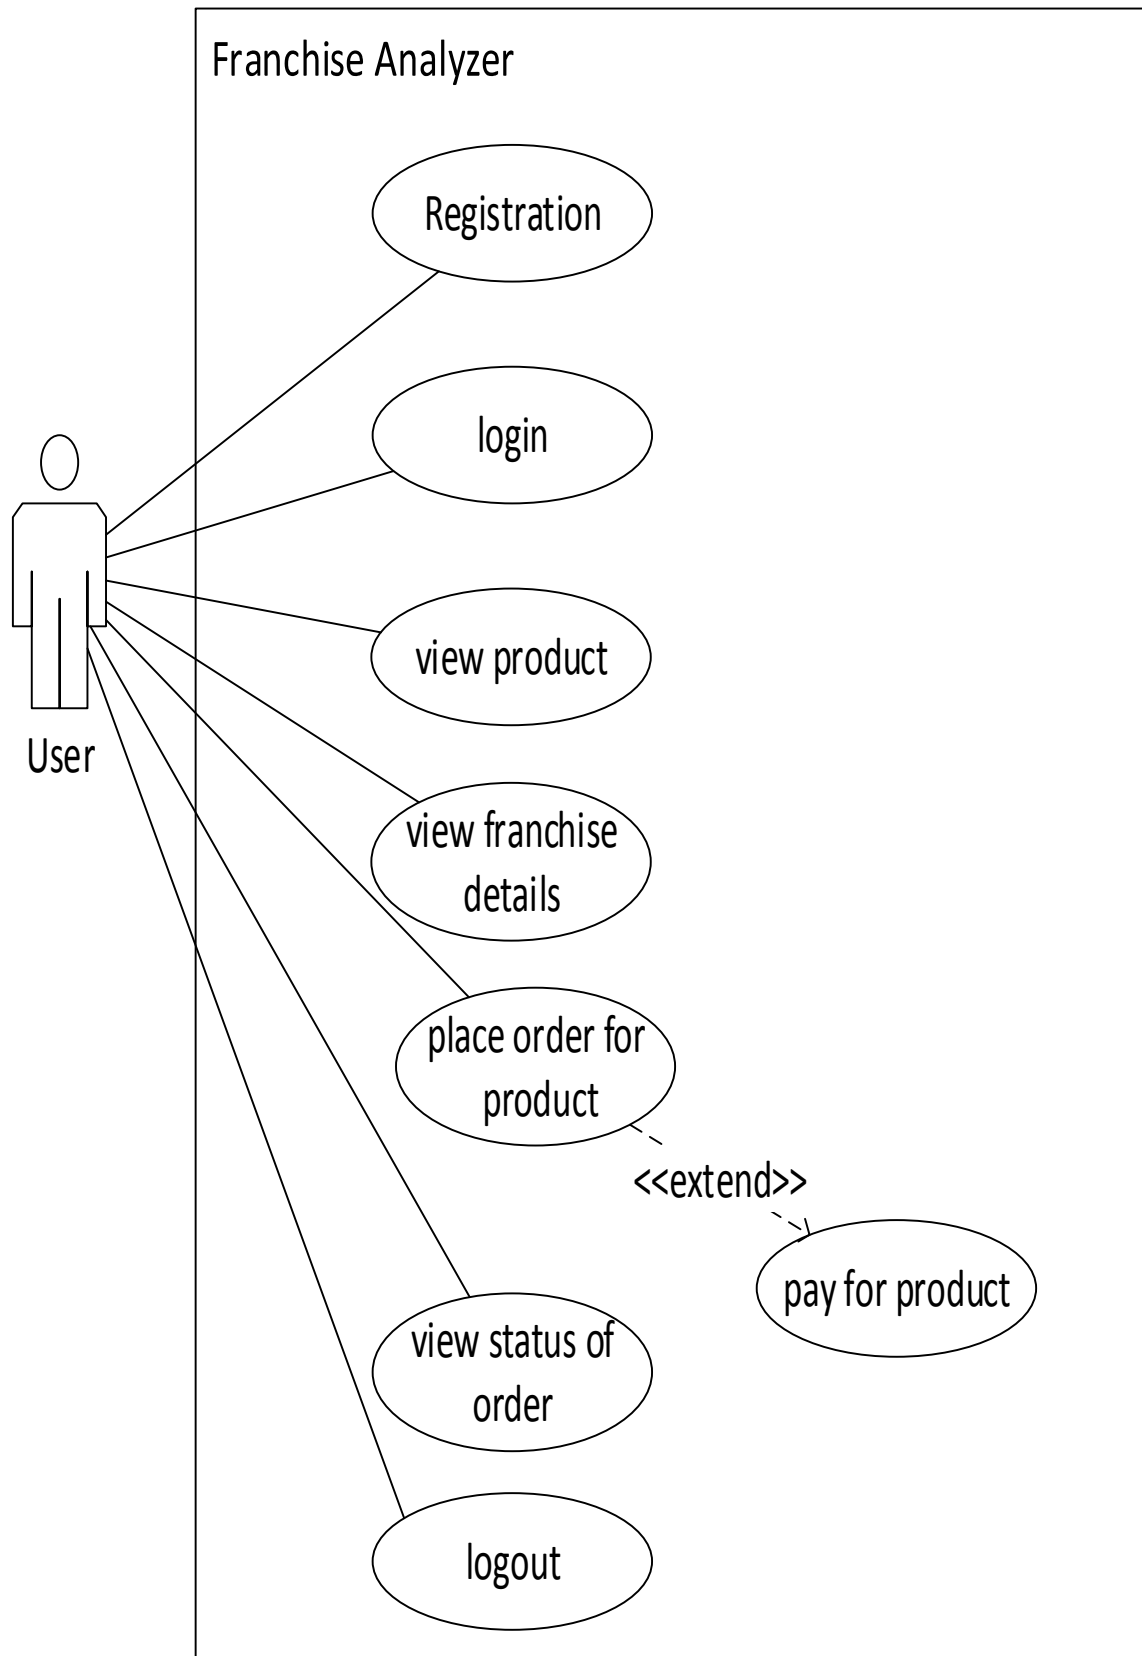 Franchise Analyzer
Registration
login
view product
User
view franchise
details
place order for
product
<<extend>>
pay for product
view status of
order
logout